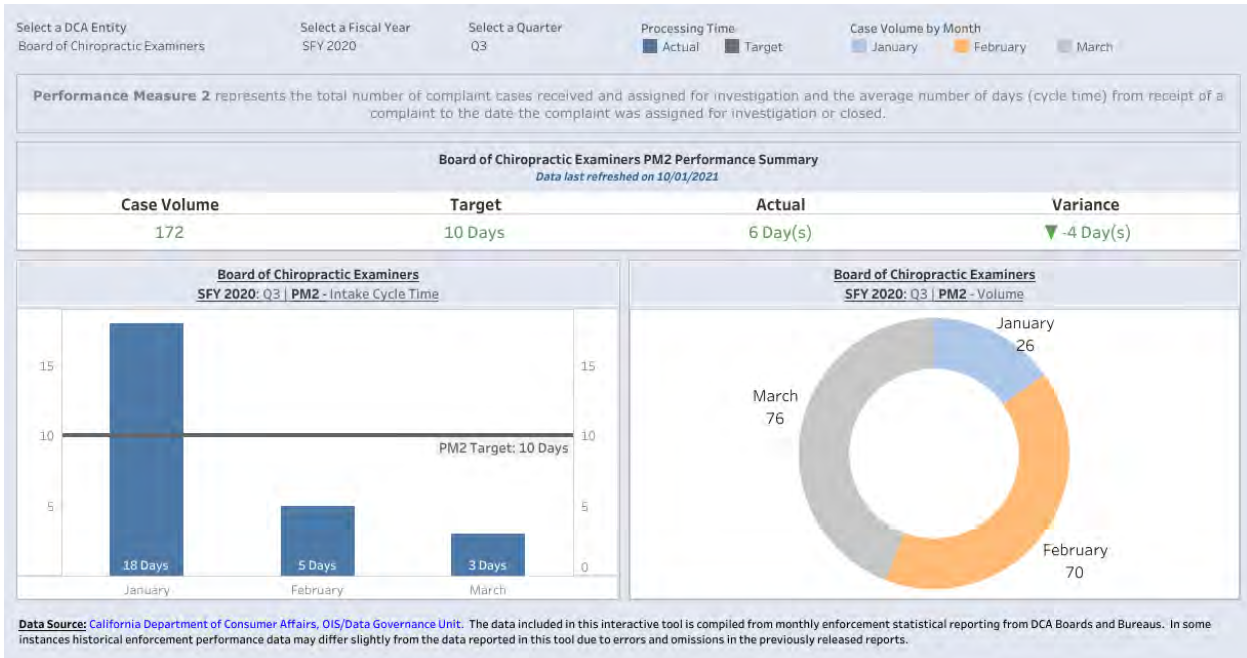 Select a DCA Entity
Board of Chiropractic Examiners
Select a Fiscal Year
SFY 2020
Select a Quarter
Q3
Processing Time
Actual
Target
Case Volume by Month
January
February
March
Performance Measure 2 represents the total number of complaint cases received and assigned for investigation and the average number of days (cycle time) from receipt of a
complaint to the date the complaint was assigned for investigation or closed.
Board of Chiropractic Examiners PM2 Performance Summary
Data last refreshed on 10/01/2021
Case Volume
Target
Actual
Variance
172
10 Days
6 Day(s)
▼ -4 Day(s)
Board of Chiropractic Examiners
SFY 2020: Q3 | PM2 - Intake Cycle Time
15
10
5
15
10
5
0
PM2 Target: 10 Days
18 Days
5 Days
3 Days
January
February
March
Board of Chiropractic Examiners
SFY 2020: Q3 | PM2 - Volume
January
26
March
76
February
70
Data Source: California Department of Consumer Affairs, OIS/Data Governance Unit. The data included in this interactive tool is compiled from monthly enforcement statistical reporting from DCA Boards and Bureaus. In some
instances historical enforcement performance data may differ slightly from the data reported in this tool due to errors and omissions in the previously released reports.